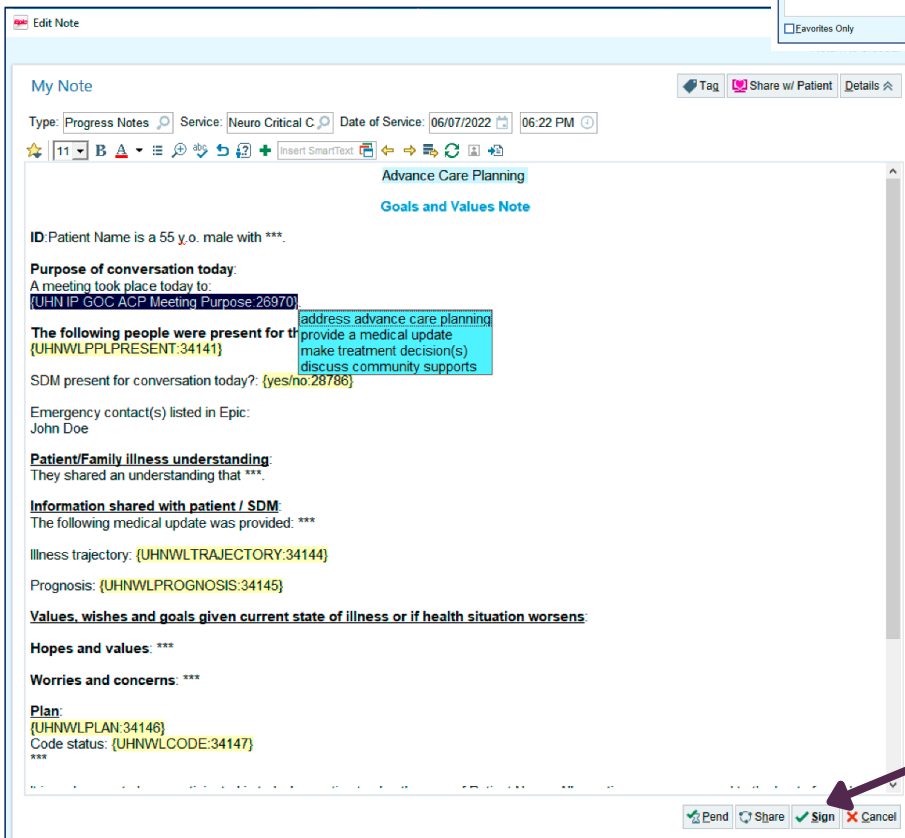 Favorites Only
Epic Edit Note
My Note
Tag Share w/ Patient Details
Type: Progress Notes Service: Neuro Critical C Date of Service: 06/07/2022 06:22 PM
11 B A abc Insert SmartText
Advance Care Planning
Goals and Values Note
ID:Patient Name is a 55 y.o. male with ***.
Purpose of conversation today:
A meeting took place today to:
{UHN IP GOC ACP Meeting Purpose:26970}.
address advance care planning
provide a medical update
make treatment decision(s)
discuss community supports
The following people were present for th
{UHNWLPPLPRESENT:34141}
SDM present for conversation today?: {yes/no:28786}
Emergency contact(s) listed in Epic:
John Doe
Patient/Family illness understanding:
They shared an understanding that ***.
Information shared with patient / SDM:
The following medical update was provided: ***
Illness trajectory: {UHNWLTRAJECTORY:34144}
Prognosis: {UHNWLPROGNOSIS:34145}
Values, wishes and goals given current state of illness or if health situation worsens:
Hopes and values: ***
Worries and concerns: ***
Plan:
{UHNWLPLAN:34146}
Code status: {UHNWLCODE:34147}
***
Pend Share Sign Cancel